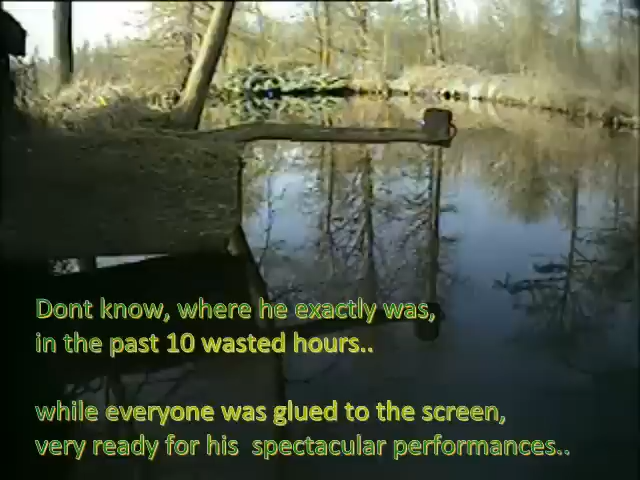 Dont know, where he exactly was,
in the past 10 wasted hours..
while everyone was glued to the screen,
very ready for his  spectacular performances..